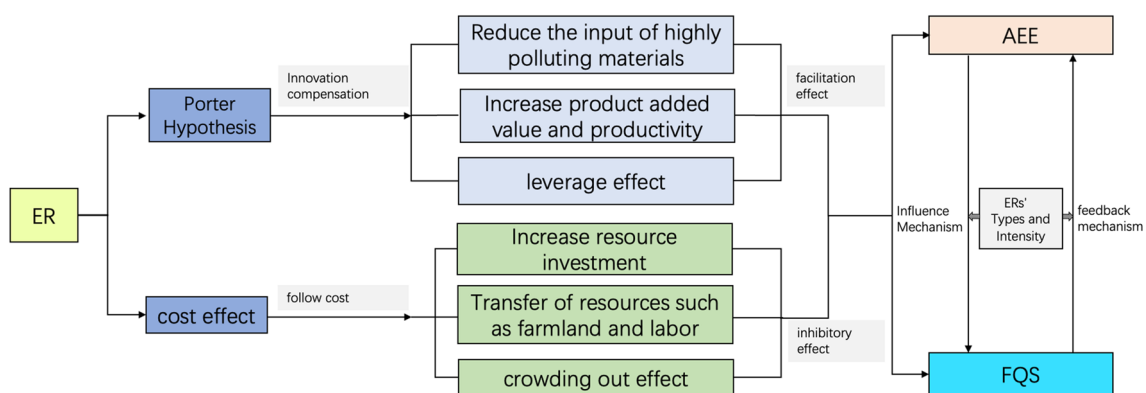 ER
Porter
Hypothesis
cost effect
Innovation
compensation
follow cost
Reduce the input of highly
polluting materials
Increase product added
value and productivity
leverage effect
Increase resource
investment
Transfer of resources such
as farmland and labor
crowding out effect
facilitation
effect
inhibitory
effect
AEE
Influence
Mechanism
ERs'
Types and
Intensity
feedback
mechanism
FQS